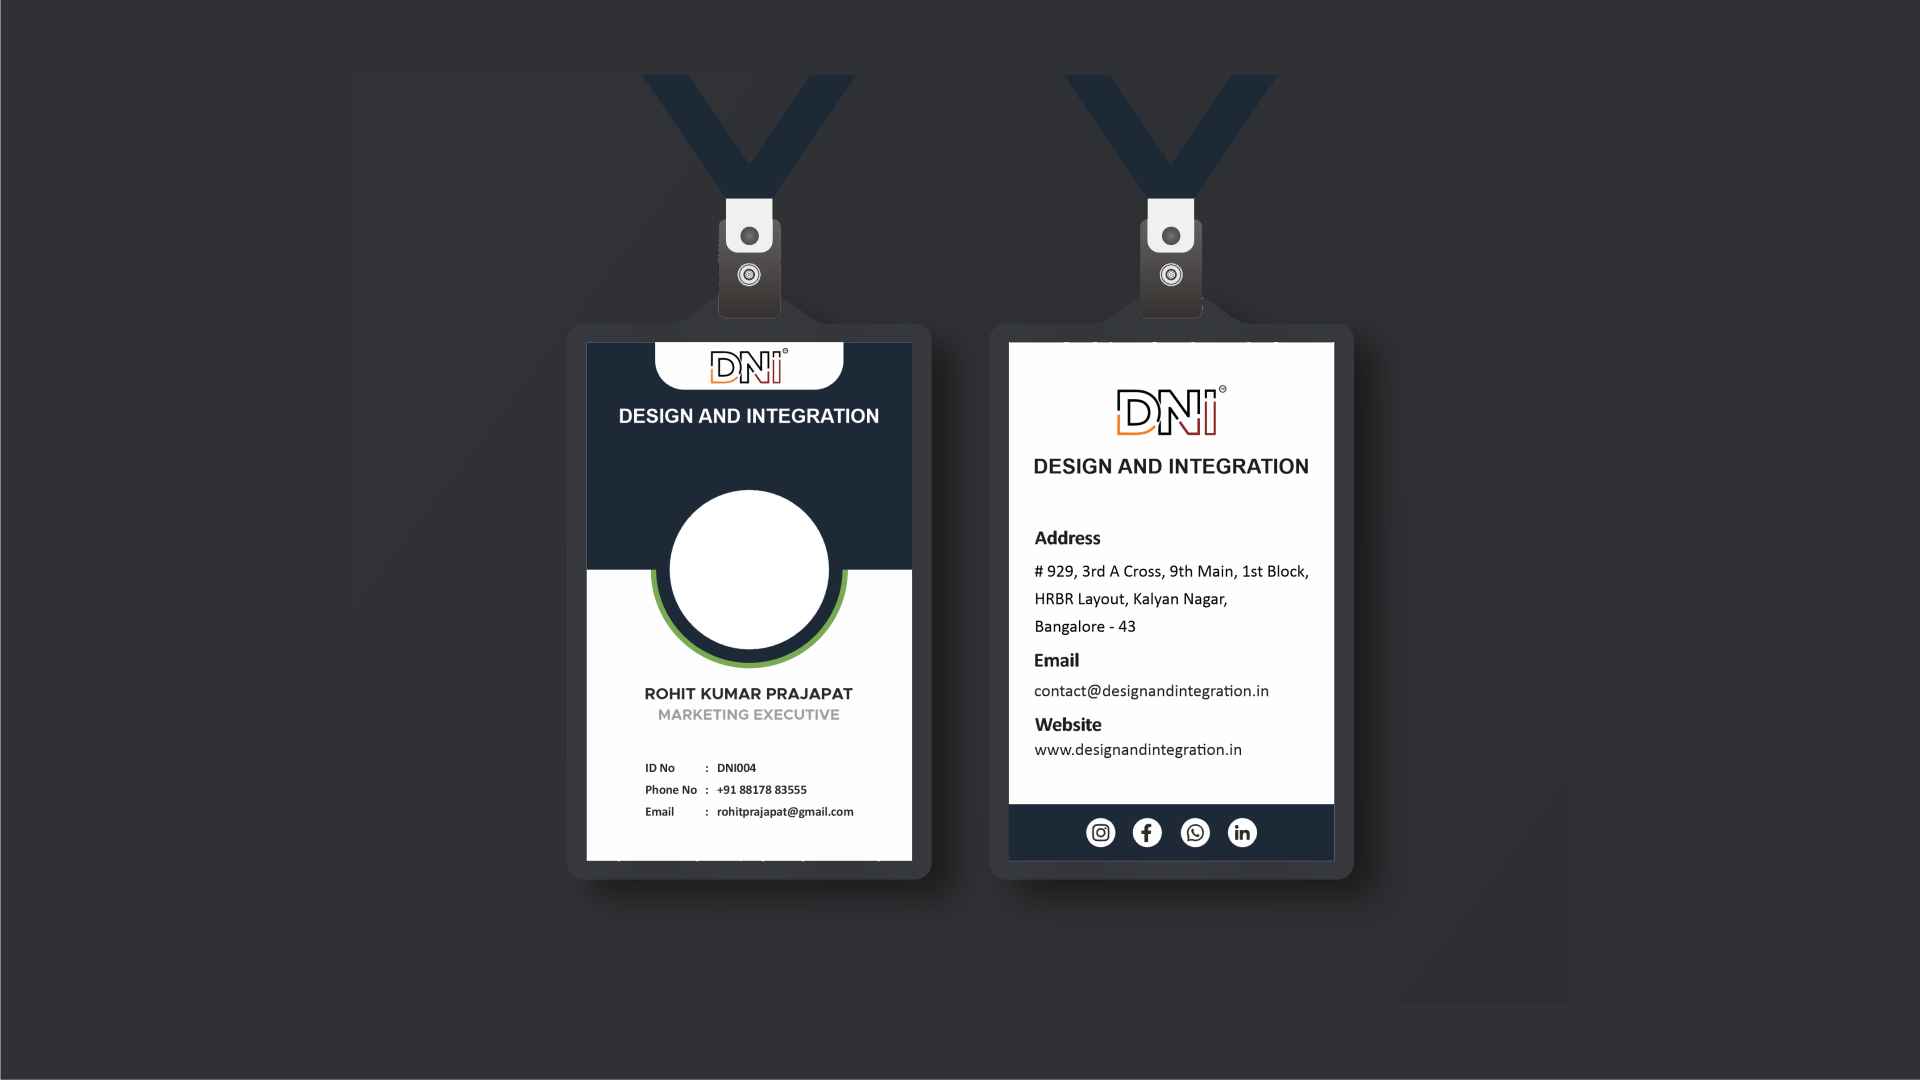 DNI
DESIGN AND INTEGRATION
ROHIT KUMAR PRAJAPAT
MARKETING EXECUTIVE
ID No : DNI004
Phone No : +91 88178 83555
Email : rohitprajapat@gmail.com
DNI
DESIGN AND INTEGRATION
Address
# 929, 3rd A Cross, 9th Main, 1st Block,
HRBR Layout, Kalyan Nagar,
Bangalore - 43
Email
contact@designandintegration.in
Website
www.designandintegration.in
in